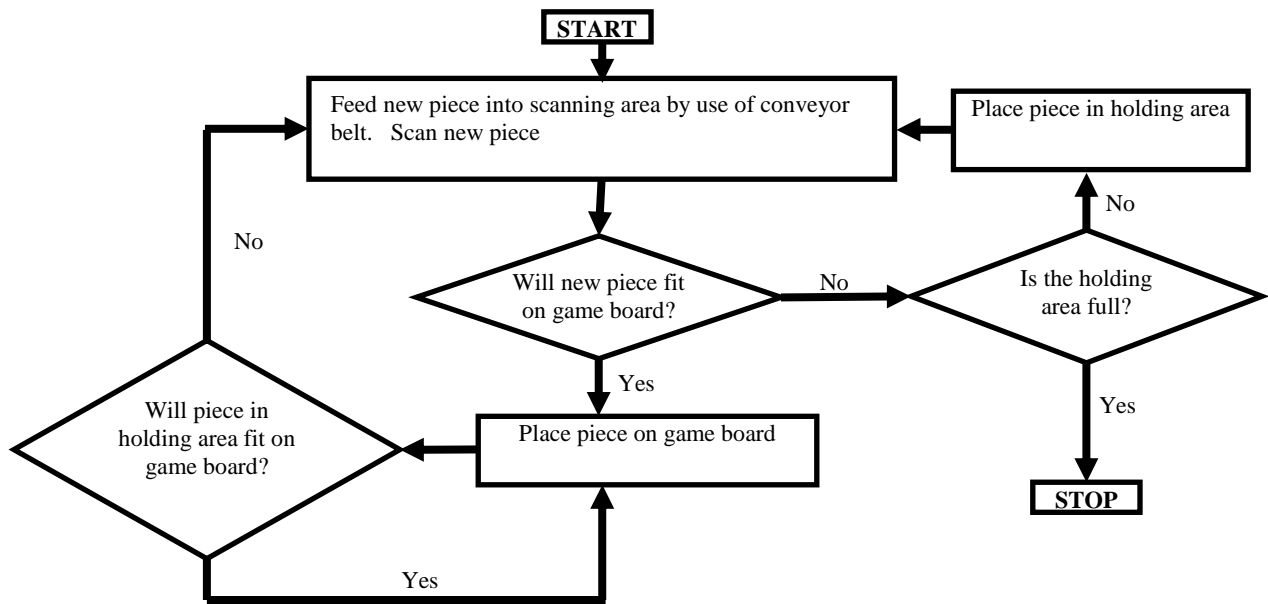 START
Feed new piece into scanning area by use of conveyor
belt.   Scan new piece
Place piece in holding area
No
No
Will new piece fit
on game board?
No
Is the holding
area full?
Yes
Yes
Will piece in
holding area fit on
game board?
Place piece on game board
STOP
Yes